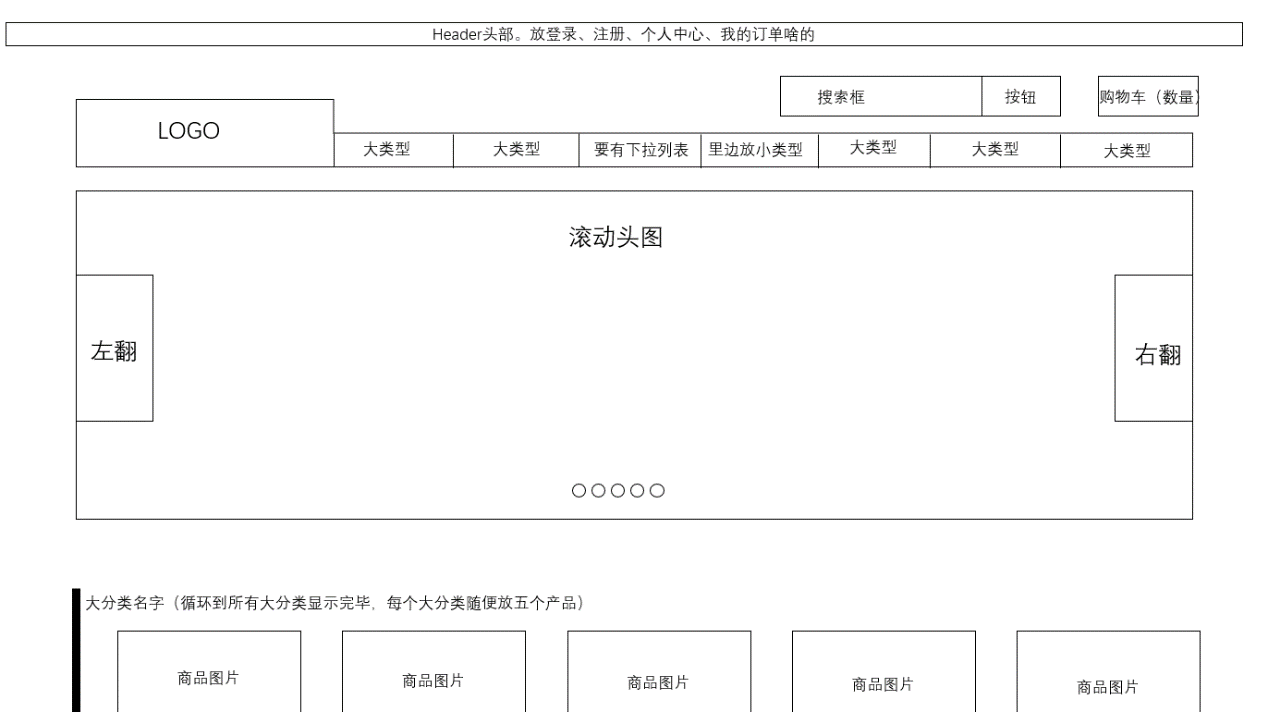 Header头部。放登录、注册、个人中心、我的订单啥的
搜索框 按钮 购物车（数量）
LOGO
大类型 大类型 要有下拉列表 里边放小类型 大类型 大类型 大类型
滚动头图
左翻 右翻
大分类名字（循环到所有大分类显示完毕，每个大分类随便放五个产品）
商品图片 商品图片 商品图片 商品图片 商品图片